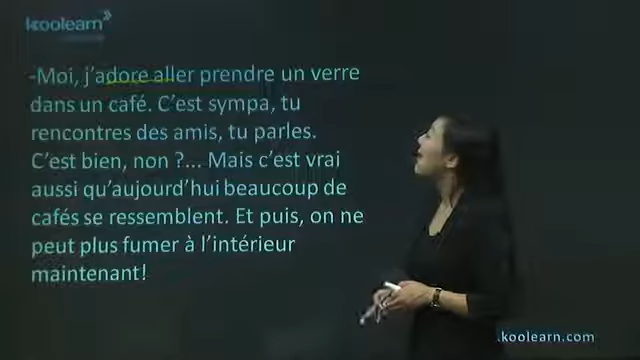 koolearn
-Moi, j'adore aller prendre un verre
dans un café. C'est sympa, tu
rencontres des amis, tu parles.
C'est bien, non ?... Mais c'est vrai
aussi qu'aujourd'hui beaucoup de
cafés se ressemblent. Et puis, on ne
peut plus fumer à l'intérieur
maintenant!
.koolearn.com